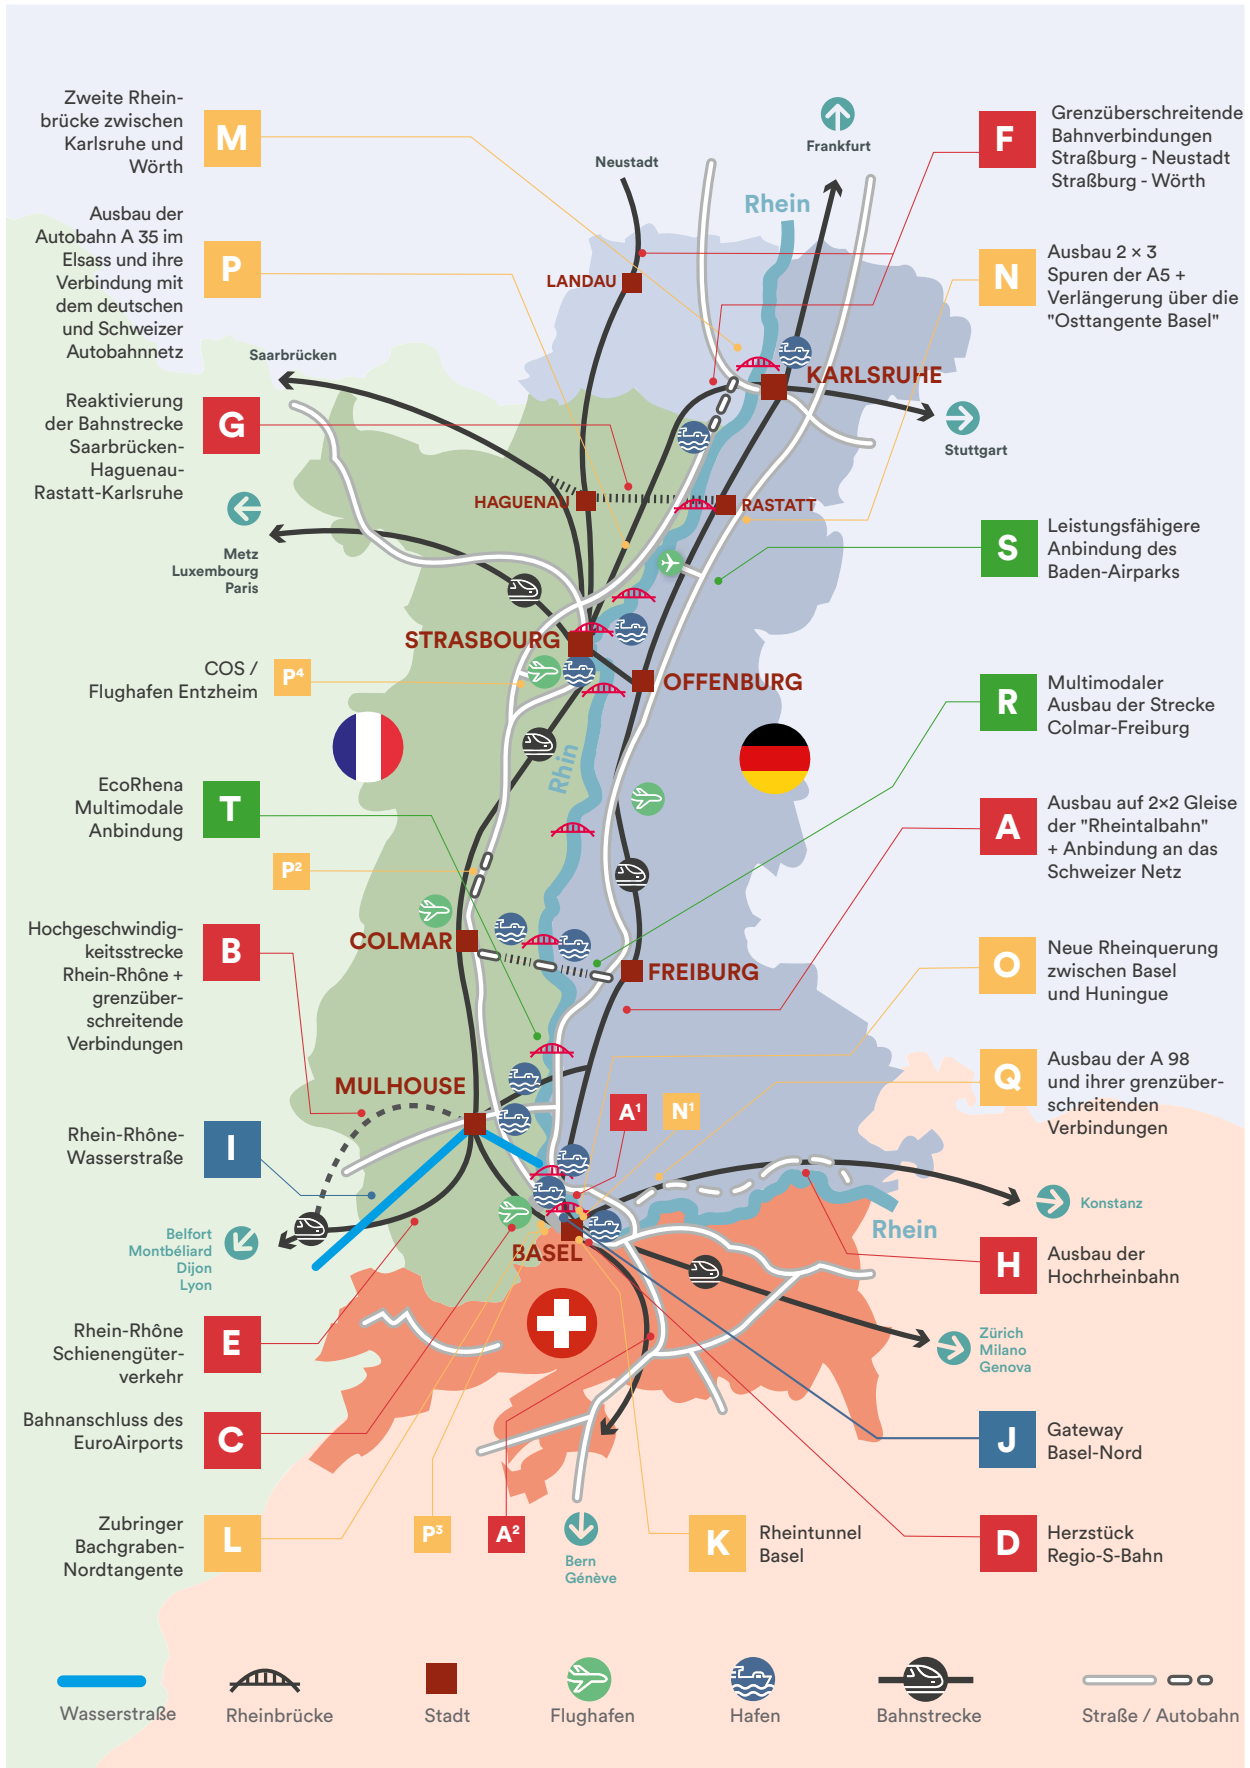 Zweite Rhein-
brücke zwischen
Karlsruhe und
Wörth
M
Ausbau der
Autobahn A 35 im
Elsass und ihre
Verbindung mit
dem deutschen
und Schweizer
Autobahnnetz
P
Reaktivierung
der Bahnstrecke
Saarbrücken-
Haguenau-
Rastatt-Karlsruhe
G
COS /
Flughafen Entzheim
P⁴
EcoRhena
Multimodale
Anbindung
T
P²
Hochgeschwindig-
keitsstrecke
Rhein-Rhône +
grenzüber-
schreitende
Verbindungen
B
Rhein-Rhône-
Wasserstraße
I
Rhein-Rhône
Schienengüter-
verkehr
E
Bahnanschluss des
EuroAirports
C
Zubringer
Bachgraben-
Nordtangente
L
P³
A²
K
Rheintunnel
Basel
F
Grenzüberschreitende
Bahnverbindungen
Straßburg - Neustadt
Straßburg - Wörth
N
Ausbau 2 × 3
Spuren der A5 +
Verlängerung über die
"Osttangente Basel"
S
Leistungsfähigere
Anbindung des
Baden-Airparks
R
Multimodaler
Ausbau der Strecke
Colmar-Freiburg
A
Ausbau auf 2×2 Gleise
der "Rheintalbahn"
+ Anbindung an das
Schweizer Netz
O
Neue Rheinquerung
zwischen Basel
und Huningue
Q
Ausbau der A 98
und ihrer grenzüber-
schreitenden
Verbindungen
H
Ausbau der
Hochrheinbahn
J
Gateway
Basel-Nord
D
Herzstück
Regio-S-Bahn
Neustadt
Frankfurt
Rhein
LANDAU
Saarbrücken
KARLSRUHE
Stuttgart
HAGUENAU
RASTATT
Metz
Luxembourg
Paris
STRASBOURG
OFFENBURG
Rhin
COLMAR
FREIBURG
MULHOUSE
A¹
N¹
Konstanz
Rhein
Belfort
Montbéliard
Dijon
Lyon
BASEL
Zürich
Milano
Genova
Bern
Génève
Wasserstraße
Rheinbrücke
Stadt
Flughafen
Hafen
Bahnstrecke
Straße / Autobahn